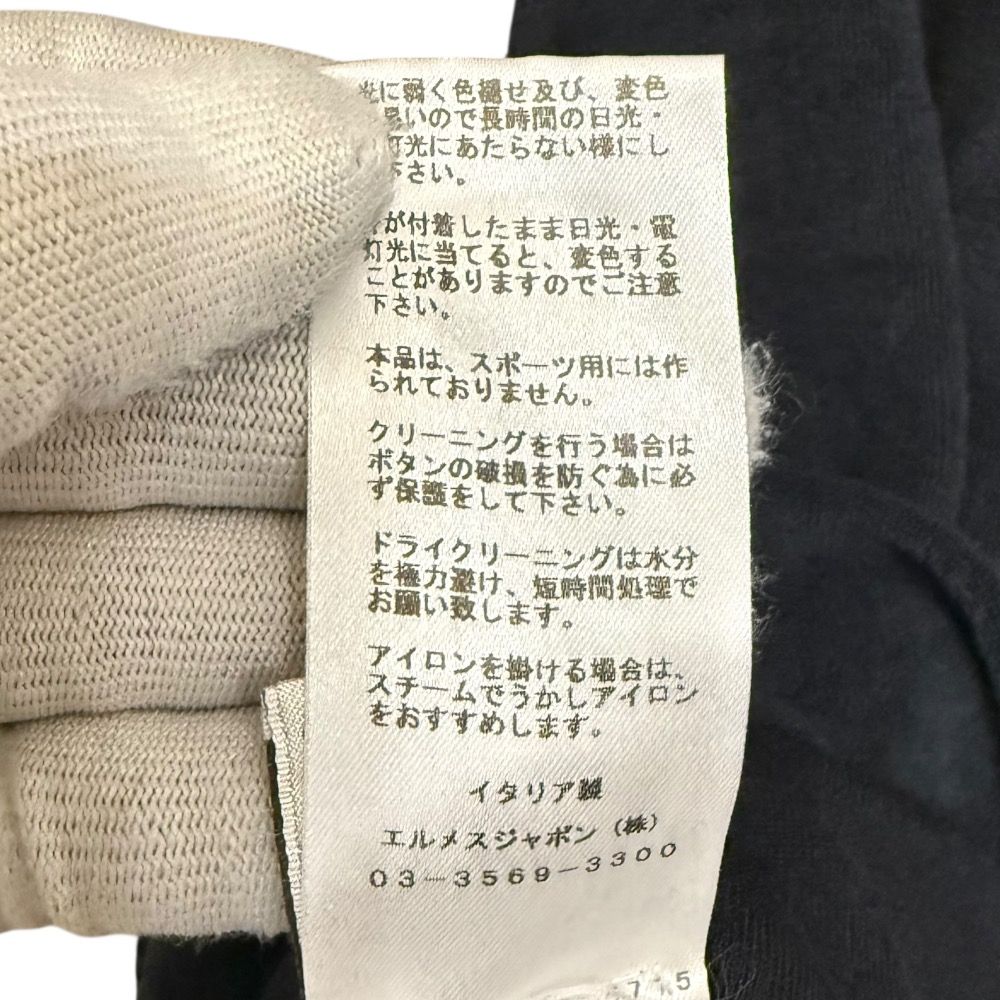 光に弱く色褪せ及び、変色
易いので長時間の日光・
灯光にあたらない様にし
下さい。
が付着したまま日光・電
灯光に当てると、変色する
ことがありますのでご注意
下さい。
本品は、スポーツ用には作
られておりません。
クリーニングを行う場合は
ボタンの破損を防ぐ為に必
ず保護をして下さい。
ドライクリーニングは水分
を極力避け、短時間処理で
お願い致します。
アイロンを掛ける場合は、
スチームでうかしアイロン
をおすすめします。
イタリア製
エルメスジャポン（株）
03-3569-3300